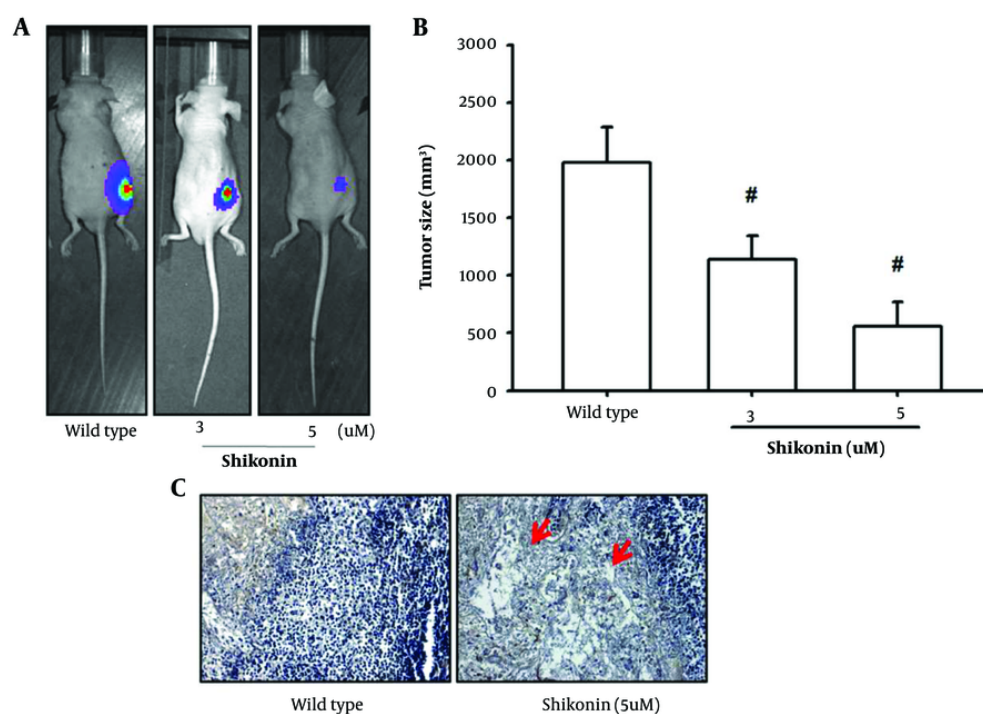 A
Wild type
3
5
(uM)
Shikonin
B
Tumor size (mm³)
3000
2500
2000
1500
1000
500
0
#
#
Wild type
3
5
Shikonin (uM)
C
Wild type
Shikonin (5uM)